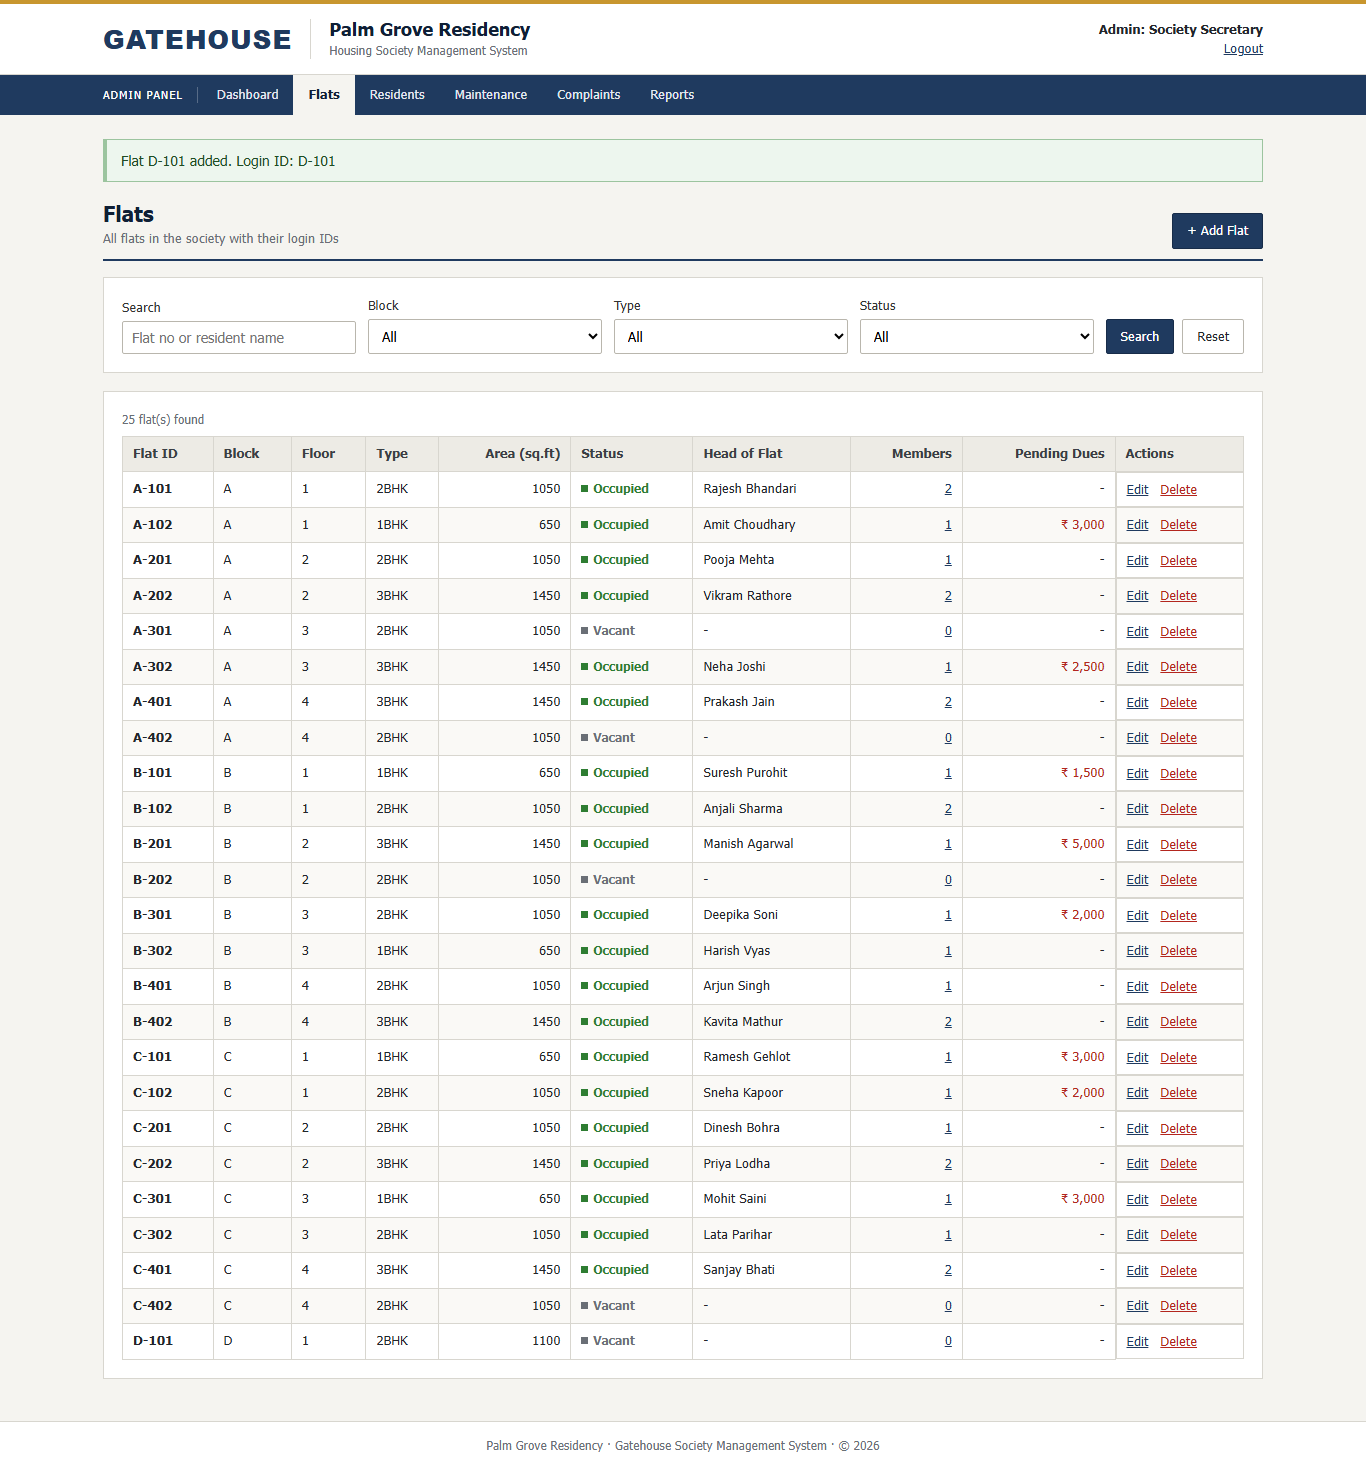 GATEHOUSE
Palm Grove Residency
Housing Society Management System
Admin: Society Secretary
Logout
ADMIN PANEL Dashboard Flats Residents Maintenance Complaints Reports
Flat D-101 added. Login ID: D-101
Flats
All flats in the society with their login IDs
+ Add Flat
Search Block Type Status
Flat no or resident name All All All Search Reset
25 flat(s) found
Flat ID Block Floor Type Area (sq.ft) Status Head of Flat Members Pending Dues Actions
A-101 A 1 2BHK 1050 Occupied Rajesh Bhandari 2 - Edit Delete
A-102 A 1 1BHK 650 Occupied Amit Choudhary 1 ₹ 3,000 Edit Delete
A-201 A 2 2BHK 1050 Occupied Pooja Mehta 1 - Edit Delete
A-202 A 2 3BHK 1450 Occupied Vikram Rathore 2 - Edit Delete
A-301 A 3 2BHK 1050 Vacant - 0 - Edit Delete
A-302 A 3 3BHK 1450 Occupied Neha Joshi 1 ₹ 2,500 Edit Delete
A-401 A 4 3BHK 1450 Occupied Prakash Jain 2 - Edit Delete
A-402 A 4 2BHK 1050 Vacant - 0 - Edit Delete
B-101 B 1 1BHK 650 Occupied Suresh Purohit 1 ₹ 1,500 Edit Delete
B-102 B 1 2BHK 1050 Occupied Anjali Sharma 2 - Edit Delete
B-201 B 2 3BHK 1450 Occupied Manish Agarwal 1 ₹ 5,000 Edit Delete
B-202 B 2 2BHK 1050 Vacant - 0 - Edit Delete
B-301 B 3 2BHK 1050 Occupied Deepika Soni 1 ₹ 2,000 Edit Delete
B-302 B 3 1BHK 650 Occupied Harish Vyas 1 - Edit Delete
B-401 B 4 2BHK 1050 Occupied Arjun Singh 1 - Edit Delete
B-402 B 4 3BHK 1450 Occupied Kavita Mathur 2 - Edit Delete
C-101 C 1 1BHK 650 Occupied Ramesh Gehlot 1 ₹ 3,000 Edit Delete
C-102 C 1 2BHK 1050 Occupied Sneha Kapoor 1 ₹ 2,000 Edit Delete
C-201 C 2 2BHK 1050 Occupied Dinesh Bohra 1 - Edit Delete
C-202 C 2 3BHK 1450 Occupied Priya Lodha 2 - Edit Delete
C-301 C 3 1BHK 650 Occupied Mohit Saini 1 ₹ 3,000 Edit Delete
C-302 C 3 2BHK 1050 Occupied Lata Parihar 1 - Edit Delete
C-401 C 4 3BHK 1450 Occupied Sanjay Bhati 2 - Edit Delete
C-402 C 4 2BHK 1050 Vacant - 0 - Edit Delete
D-101 D 1 2BHK 1100 Vacant - 0 - Edit Delete
Palm Grove Residency · Gatehouse Society Management System · © 2026